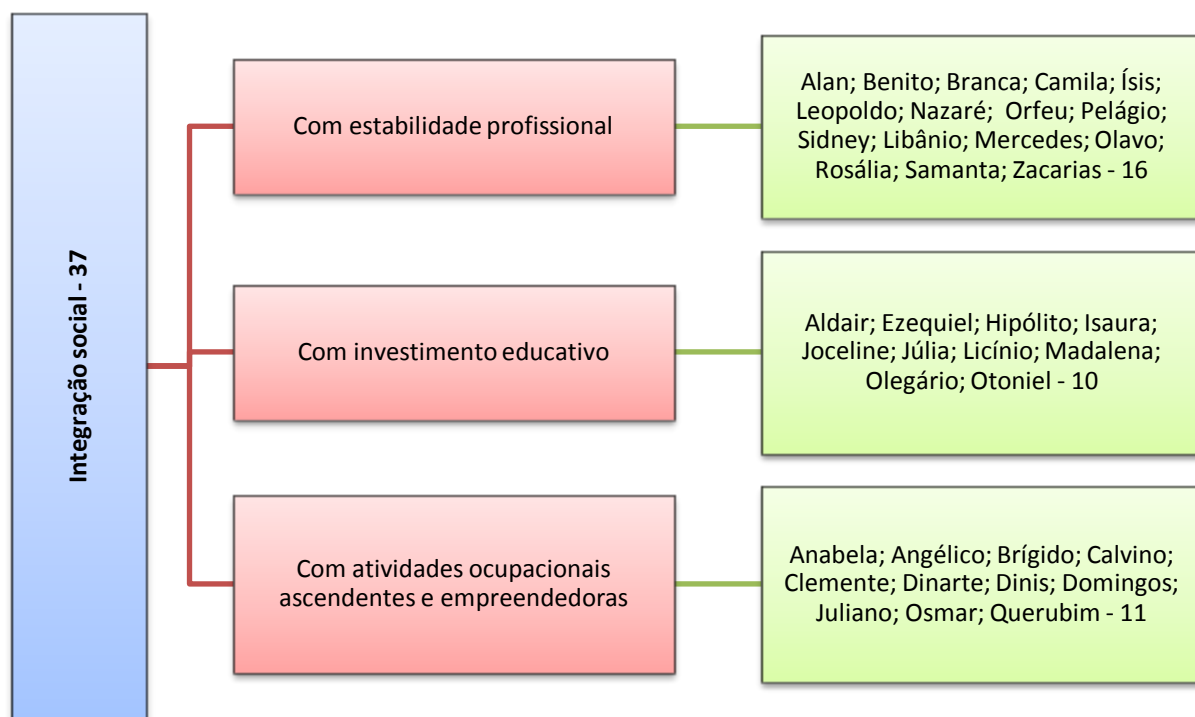 Integração social - 37
Com estabilidade profissional
Alan; Benito; Branca; Camila; Ísis;
Leopoldo; Nazaré; Orfeu; Pelágio;
Sidney; Libânio; Mercedes; Olavo;
Rosália; Samanta; Zacarias - 16
Com investimento educativo
Aldair; Ezequiel; Hipólito; Isaura;
Joceline; Júlia; Licínio; Madalena;
Olegário; Otoniel - 10
Com atividades ocupacionais
ascendentes e empreendedoras
Anabela; Angélico; Brígido; Calvino;
Clemente; Dinarte; Dinis; Domingos;
Juliano; Osmar; Querubim - 11